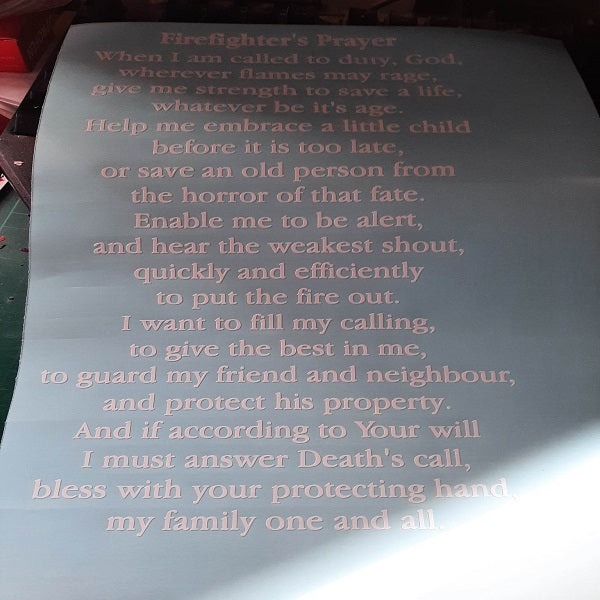 Firefighter's Prayer
When I am called to duty, God,
wherever flames may rage,
give me strength to save a life,
whatever be it's age.
Help me embrace a little child
before it is too late,
or save an old person from
the horror of that fate.
Enable me to be alert,
and hear the weakest shout,
quickly and efficiently
to put the fire out.
I want to fill my calling,
to give the best in me,
to guard my friend and neighbour,
and protect his property.
And if according to Your will
I must answer Death's call,
bless with your protecting hand,
my family one and all.